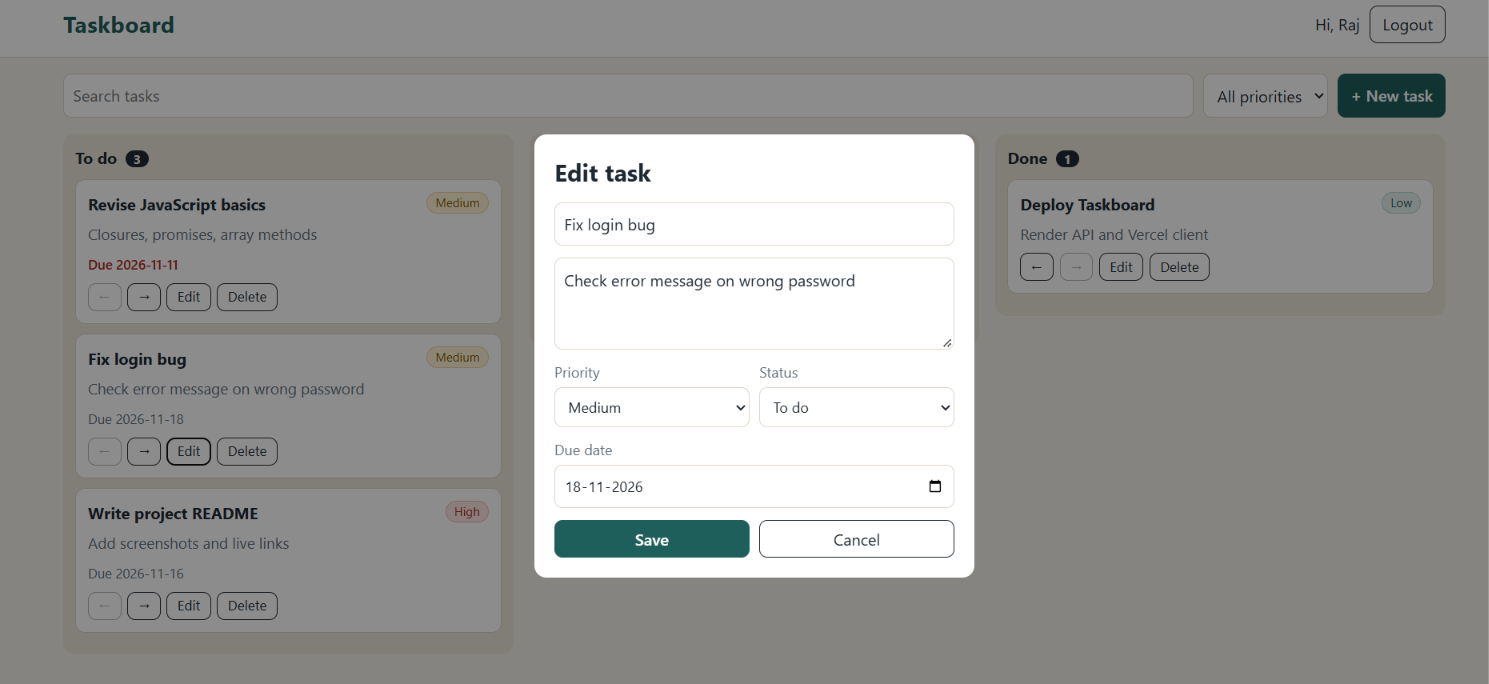 Taskboard
Hi, Raj Logout
Search tasks
All priorities
+ New task
To do 3
Revise JavaScript basics Medium
Closures, promises, array methods
Due 2026-11-11
← → Edit Delete
Fix login bug Medium
Check error message on wrong password
Due 2026-11-18
← → Edit Delete
Write project README High
Add screenshots and live links
Due 2026-11-16
← → Edit Delete
Edit task
Fix login bug
Check error message on wrong password
Priority Status
Medium To do
Due date
18-11-2026
Save Cancel
Done 1
Deploy Taskboard Low
Render API and Vercel client
← → Edit Delete